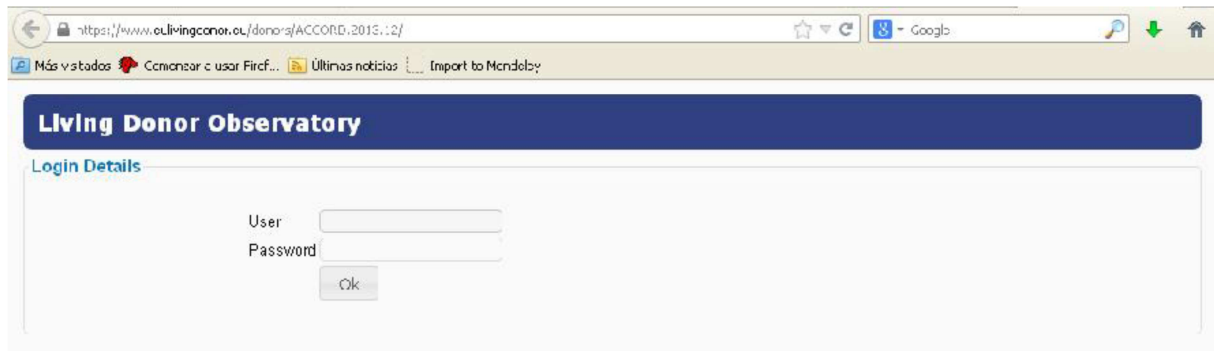 https://www.eulivingdonor.eu/donors/ACCORD.2013.12/
Google
Más visitados Comenzar a usar Firef... Últimas noticias Import to Mendeley
Living Donor Observatory
Login Details
User
Password
Ok